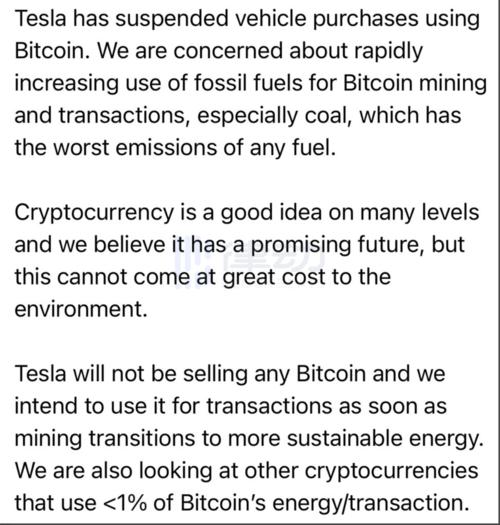 Tesla has suspended vehicle purchases using
Bitcoin. We are concerned about rapidly
increasing use of fossil fuels for Bitcoin mining
and transactions, especially coal, which has
the worst emissions of any fuel.
Cryptocurrency is a good idea on many levels
and we believe it has a promising future, but
this cannot come at great cost to the
environment.
Tesla will not be selling any Bitcoin and we
intend to use it for transactions as soon as
mining transitions to more sustainable energy.
We are also looking at other cryptocurrencies
that use <1% of Bitcoin’s energy/transaction.